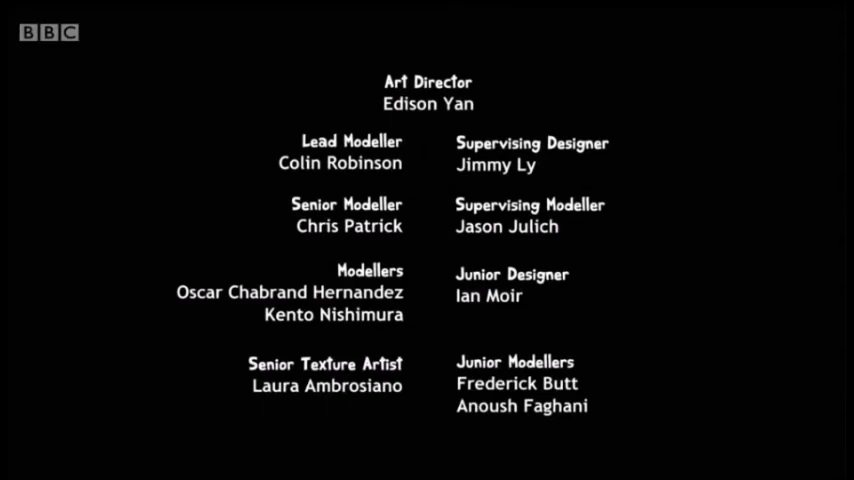 BBC
Art Director
Edison Yan
Lead Modeller
Colin Robinson
Supervising Designer
Jimmy Ly
Senior Modeller
Chris Patrick
Supervising Modeller
Jason Julich
Modellers
Oscar Chabrand Hernandez
Kento Nishimura
Junior Designer
Ian Moir
Senior Texture Artist
Laura Ambrosiano
Junior Modellers
Frederick Butt
Anoush Faghani